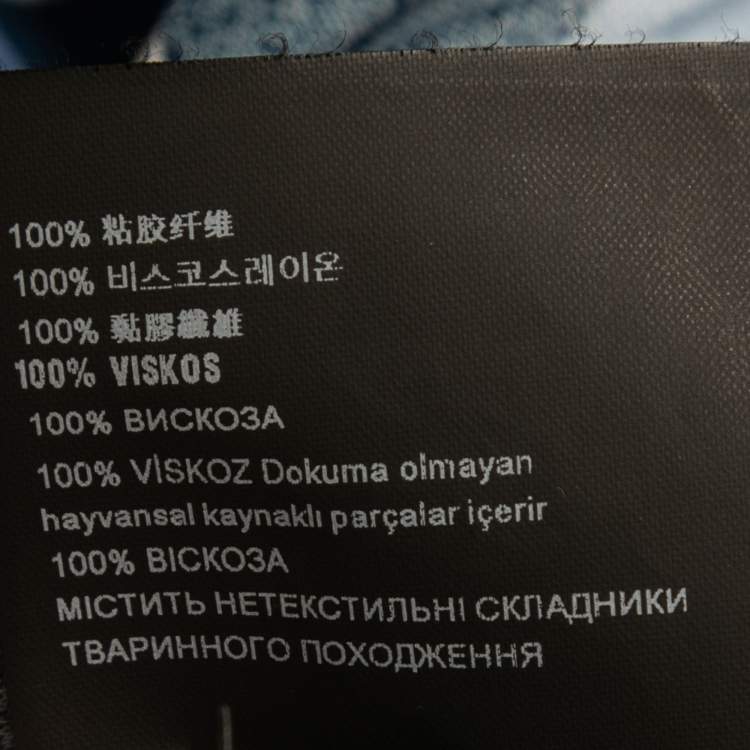 100% 粘胶纤维
100% 비스코스레이온
100% 黏膠纖維
100% VISKOS
100% ВИСКОЗА
100% VİSKOZ Dokuma olmayan
hayvansal kaynaklı parçalar içerir
100% ВІСКОЗА
МІСТИТЬ НЕТЕКСТИЛЬНІ СКЛАДНИКИ
ТВАРИННОГО ПОХОДЖЕННЯ